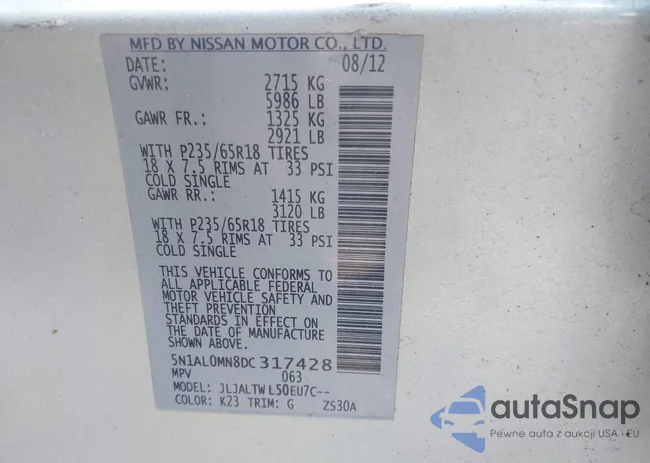 MFD BY NISSAN MOTOR CO., LTD.
DATE: 08/12
GVWR: 2715 KG
5986 LB
GAWR FR.: 1325 KG
2921 LB
WITH P235/65R18 TIRES
18 X 7.5 RIMS AT 33 PSI
COLD SINGLE
GAWR RR.: 1415 KG
3120 LB
WITH P235/65R18 TIRES
18 X 7.5 RIMS AT 33 PSI
COLD SINGLE
THIS VEHICLE CONFORMS TO
ALL APPLICABLE FEDERAL
MOTOR VEHICLE SAFETY AND
THEFT PREVENTION
STANDARDS IN EFFECT ON
THE DATE OF MANUFACTURE
SHOWN ABOVE.
5N1AL0MN8DC317428
MPV 063
MODEL: JLJALTWL50EU7C--
COLOR: K23 TRIM: G ZS30A
autoSnap
Pewne auta z aukcji USA i EU